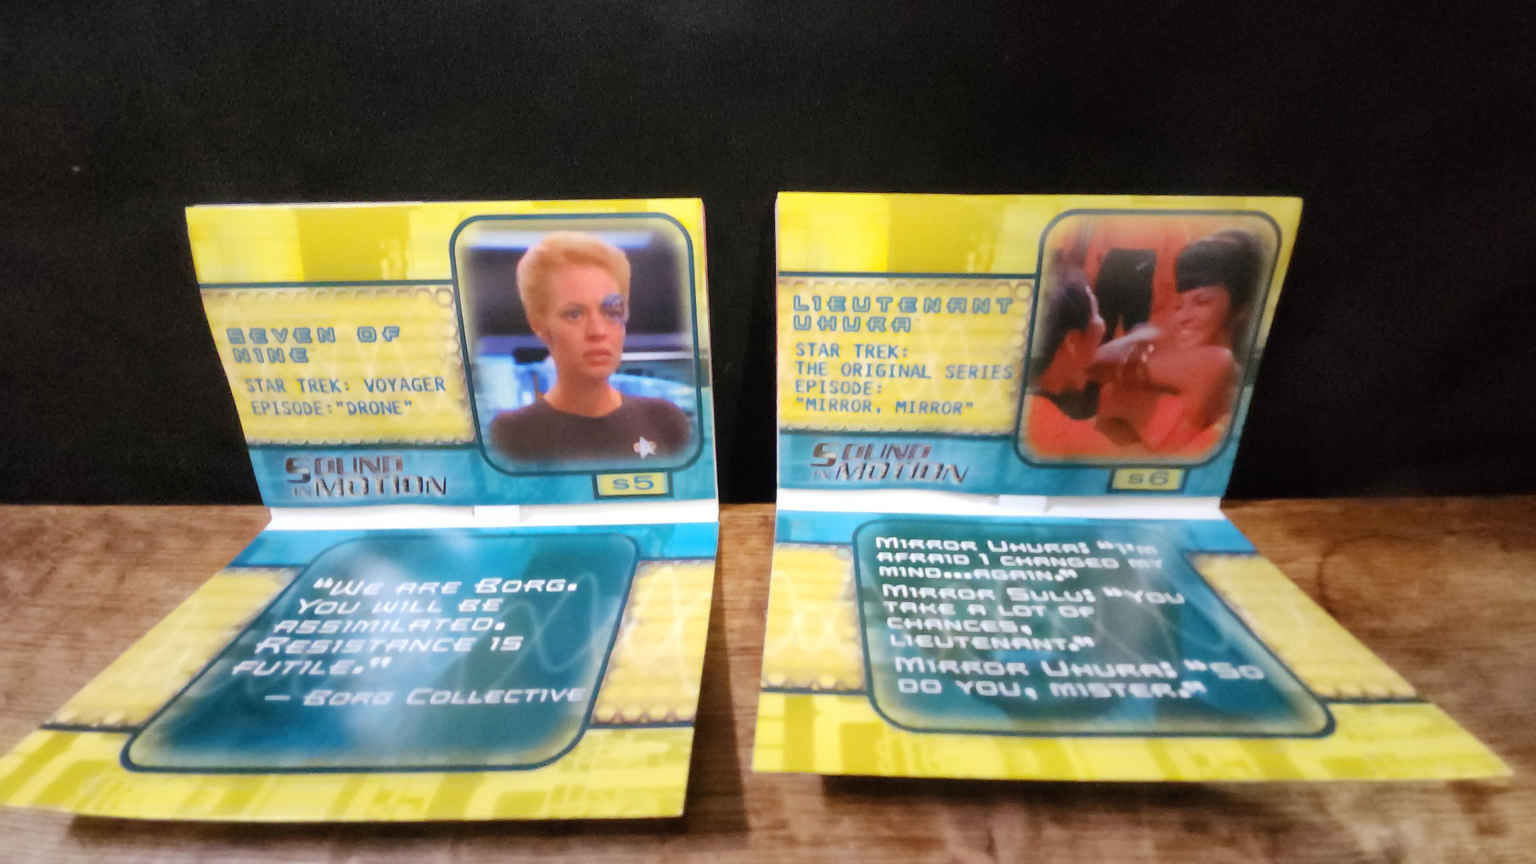 SEVEN OF
NINE
STAR TREK: VOYAGER
EPISODE:"DRONE"
SOUND
IN MOTION
S5
"WE ARE BORG.
YOU WILL BE
ASSIMILATED.
RESISTANCE IS
FUTILE."
– BORG COLLECTIVE
LIEUTENANT
UHURA
STAR TREK:
THE ORIGINAL SERIES
EPISODE:
"MIRROR, MIRROR"
SOUND
IN MOTION
S6
MIRROR UHURA: "I'M
AFRAID I CHANGED MY
MIND...AGAIN."
MIRROR SULU: "YOU
TAKE A LOT OF
CHANCES,
LIEUTENANT."
MIRROR UHURA: "SO
DO YOU, MISTER."